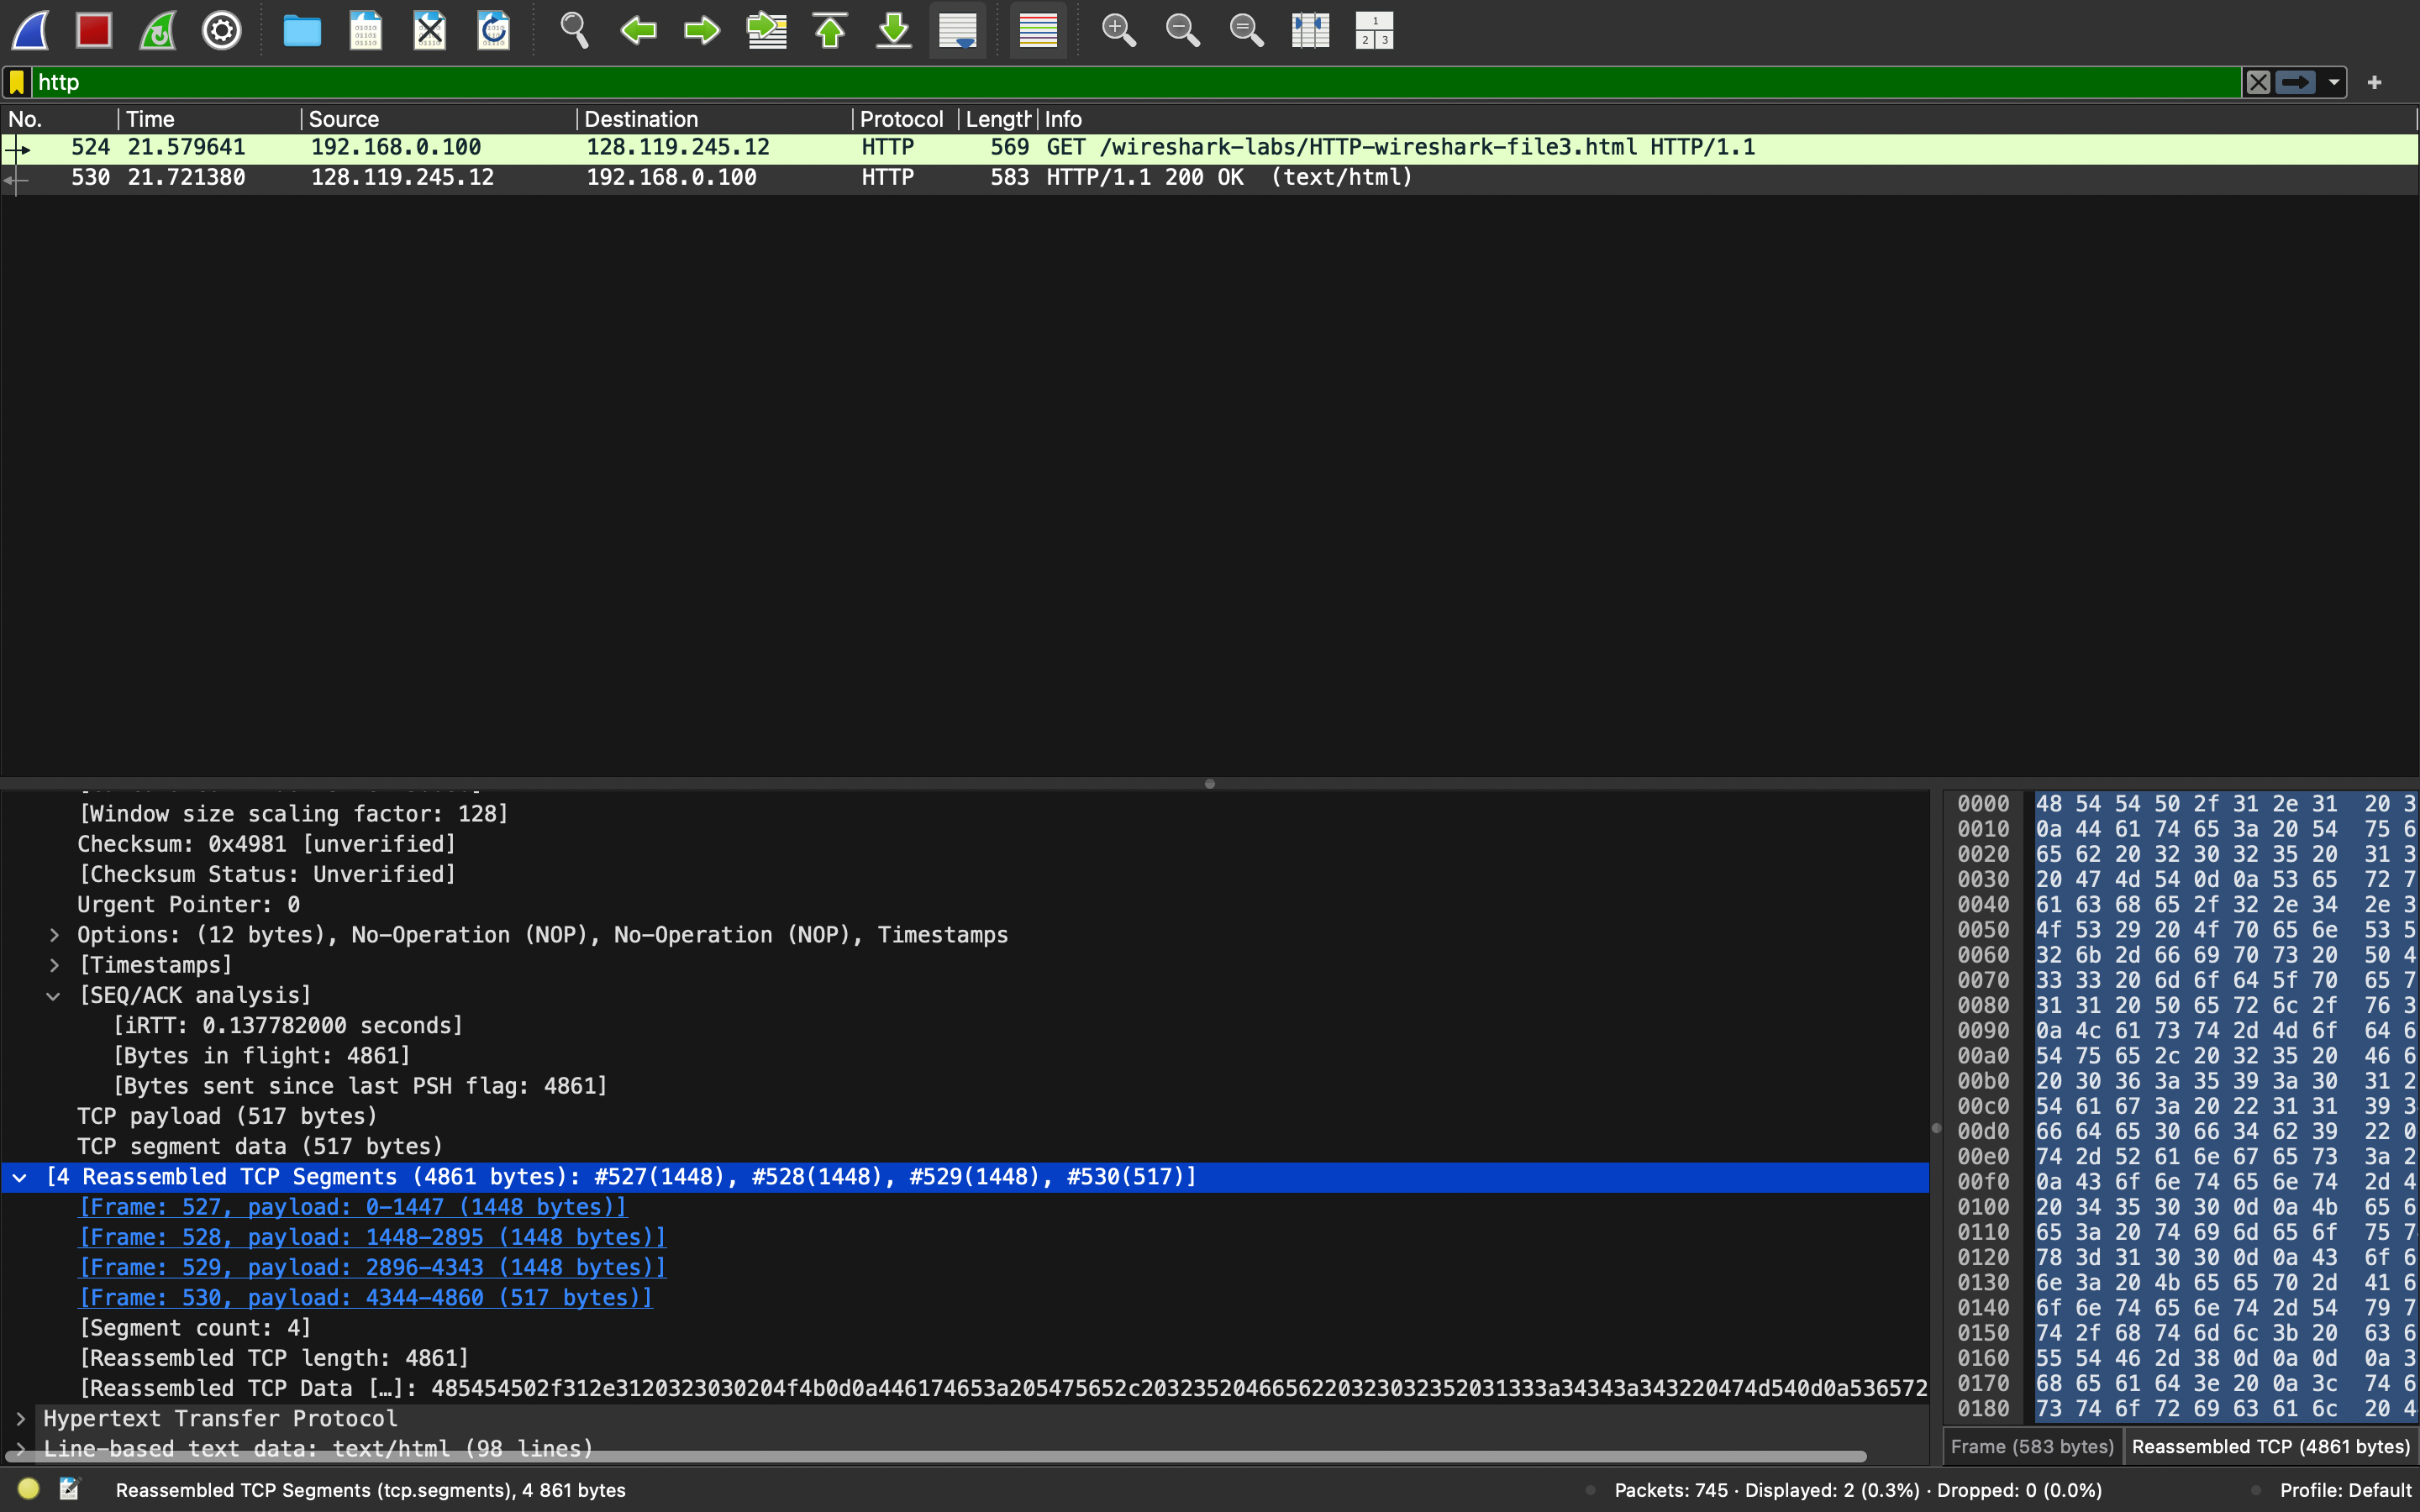 http
No. Time Source Destination Protocol Length Info
524 21.579641 192.168.0.100 128.119.245.12 HTTP 569 GET /wireshark-labs/HTTP-wireshark-file3.html HTTP/1.1
530 21.721380 128.119.245.12 192.168.0.100 HTTP 583 HTTP/1.1 200 OK (text/html)
[Window size scaling factor: 128]
Checksum: 0x4981 [unverified]
[Checksum Status: Unverified]
Urgent Pointer: 0
Options: (12 bytes), No-Operation (NOP), No-Operation (NOP), Timestamps
[Timestamps]
[SEQ/ACK analysis]
[iRTT: 0.137782000 seconds]
[Bytes in flight: 4861]
[Bytes sent since last PSH flag: 4861]
TCP payload (517 bytes)
TCP segment data (517 bytes)
[4 Reassembled TCP Segments (4861 bytes): #527(1448), #528(1448), #529(1448), #530(517)]
[Frame: 527, payload: 0-1447 (1448 bytes)]
[Frame: 528, payload: 1448-2895 (1448 bytes)]
[Frame: 529, payload: 2896-4343 (1448 bytes)]
[Frame: 530, payload: 4344-4860 (517 bytes)]
[Segment count: 4]
[Reassembled TCP length: 4861]
[Reassembled TCP Data […]: 485454502f312e3120323030204f4b0d0a446174653a205475652c2032352046656220323032352031333a34343a343220474d540d0a536572
Hypertext Transfer Protocol
Line-based text data: text/html (98 lines)
0000 48 54 54 50 2f 31 2e 31 20 3
0010 0a 44 61 74 65 3a 20 54 75 6
0020 65 62 20 32 30 32 35 20 31 3
0030 20 47 4d 54 0d 0a 53 65 72 7
0040 61 63 68 65 2f 32 2e 34 2e 3
0050 4f 53 29 20 4f 70 65 6e 53 5
0060 32 6b 2d 66 69 70 73 20 50 4
0070 33 33 20 6d 6f 64 5f 70 65 7
0080 31 31 20 50 65 72 6c 2f 76 3
0090 0a 4c 61 73 74 2d 4d 6f 64 6
00a0 54 75 65 2c 20 32 35 20 46 6
00b0 20 30 36 3a 35 39 3a 30 31 2
00c0 54 61 67 3a 20 22 31 31 39 3
00d0 66 64 65 30 66 34 62 39 22 0
00e0 74 2d 52 61 6e 67 65 73 3a 2
00f0 0a 43 6f 6e 74 65 6e 74 2d 4
0100 20 34 35 30 30 0d 0a 4b 65 6
0110 65 3a 20 74 69 6d 65 6f 75 7
0120 78 3d 31 30 30 0d 0a 43 6f 6
0130 6e 3a 20 4b 65 65 70 2d 41 6
0140 6f 6e 74 65 6e 74 2d 54 79 7
0150 74 2f 68 74 6d 6c 3b 20 63 6
0160 55 54 46 2d 38 0d 0a 0d 0a 3
0170 68 65 61 64 3e 20 0a 3c 74 6
0180 73 74 6f 72 69 63 61 6c 20 4
Frame (583 bytes) Reassembled TCP (4861 bytes)
Reassembled TCP Segments (tcp.segments), 4 861 bytes Packets: 745 · Displayed: 2 (0.3%) · Dropped: 0 (0.0%) Profile: Default